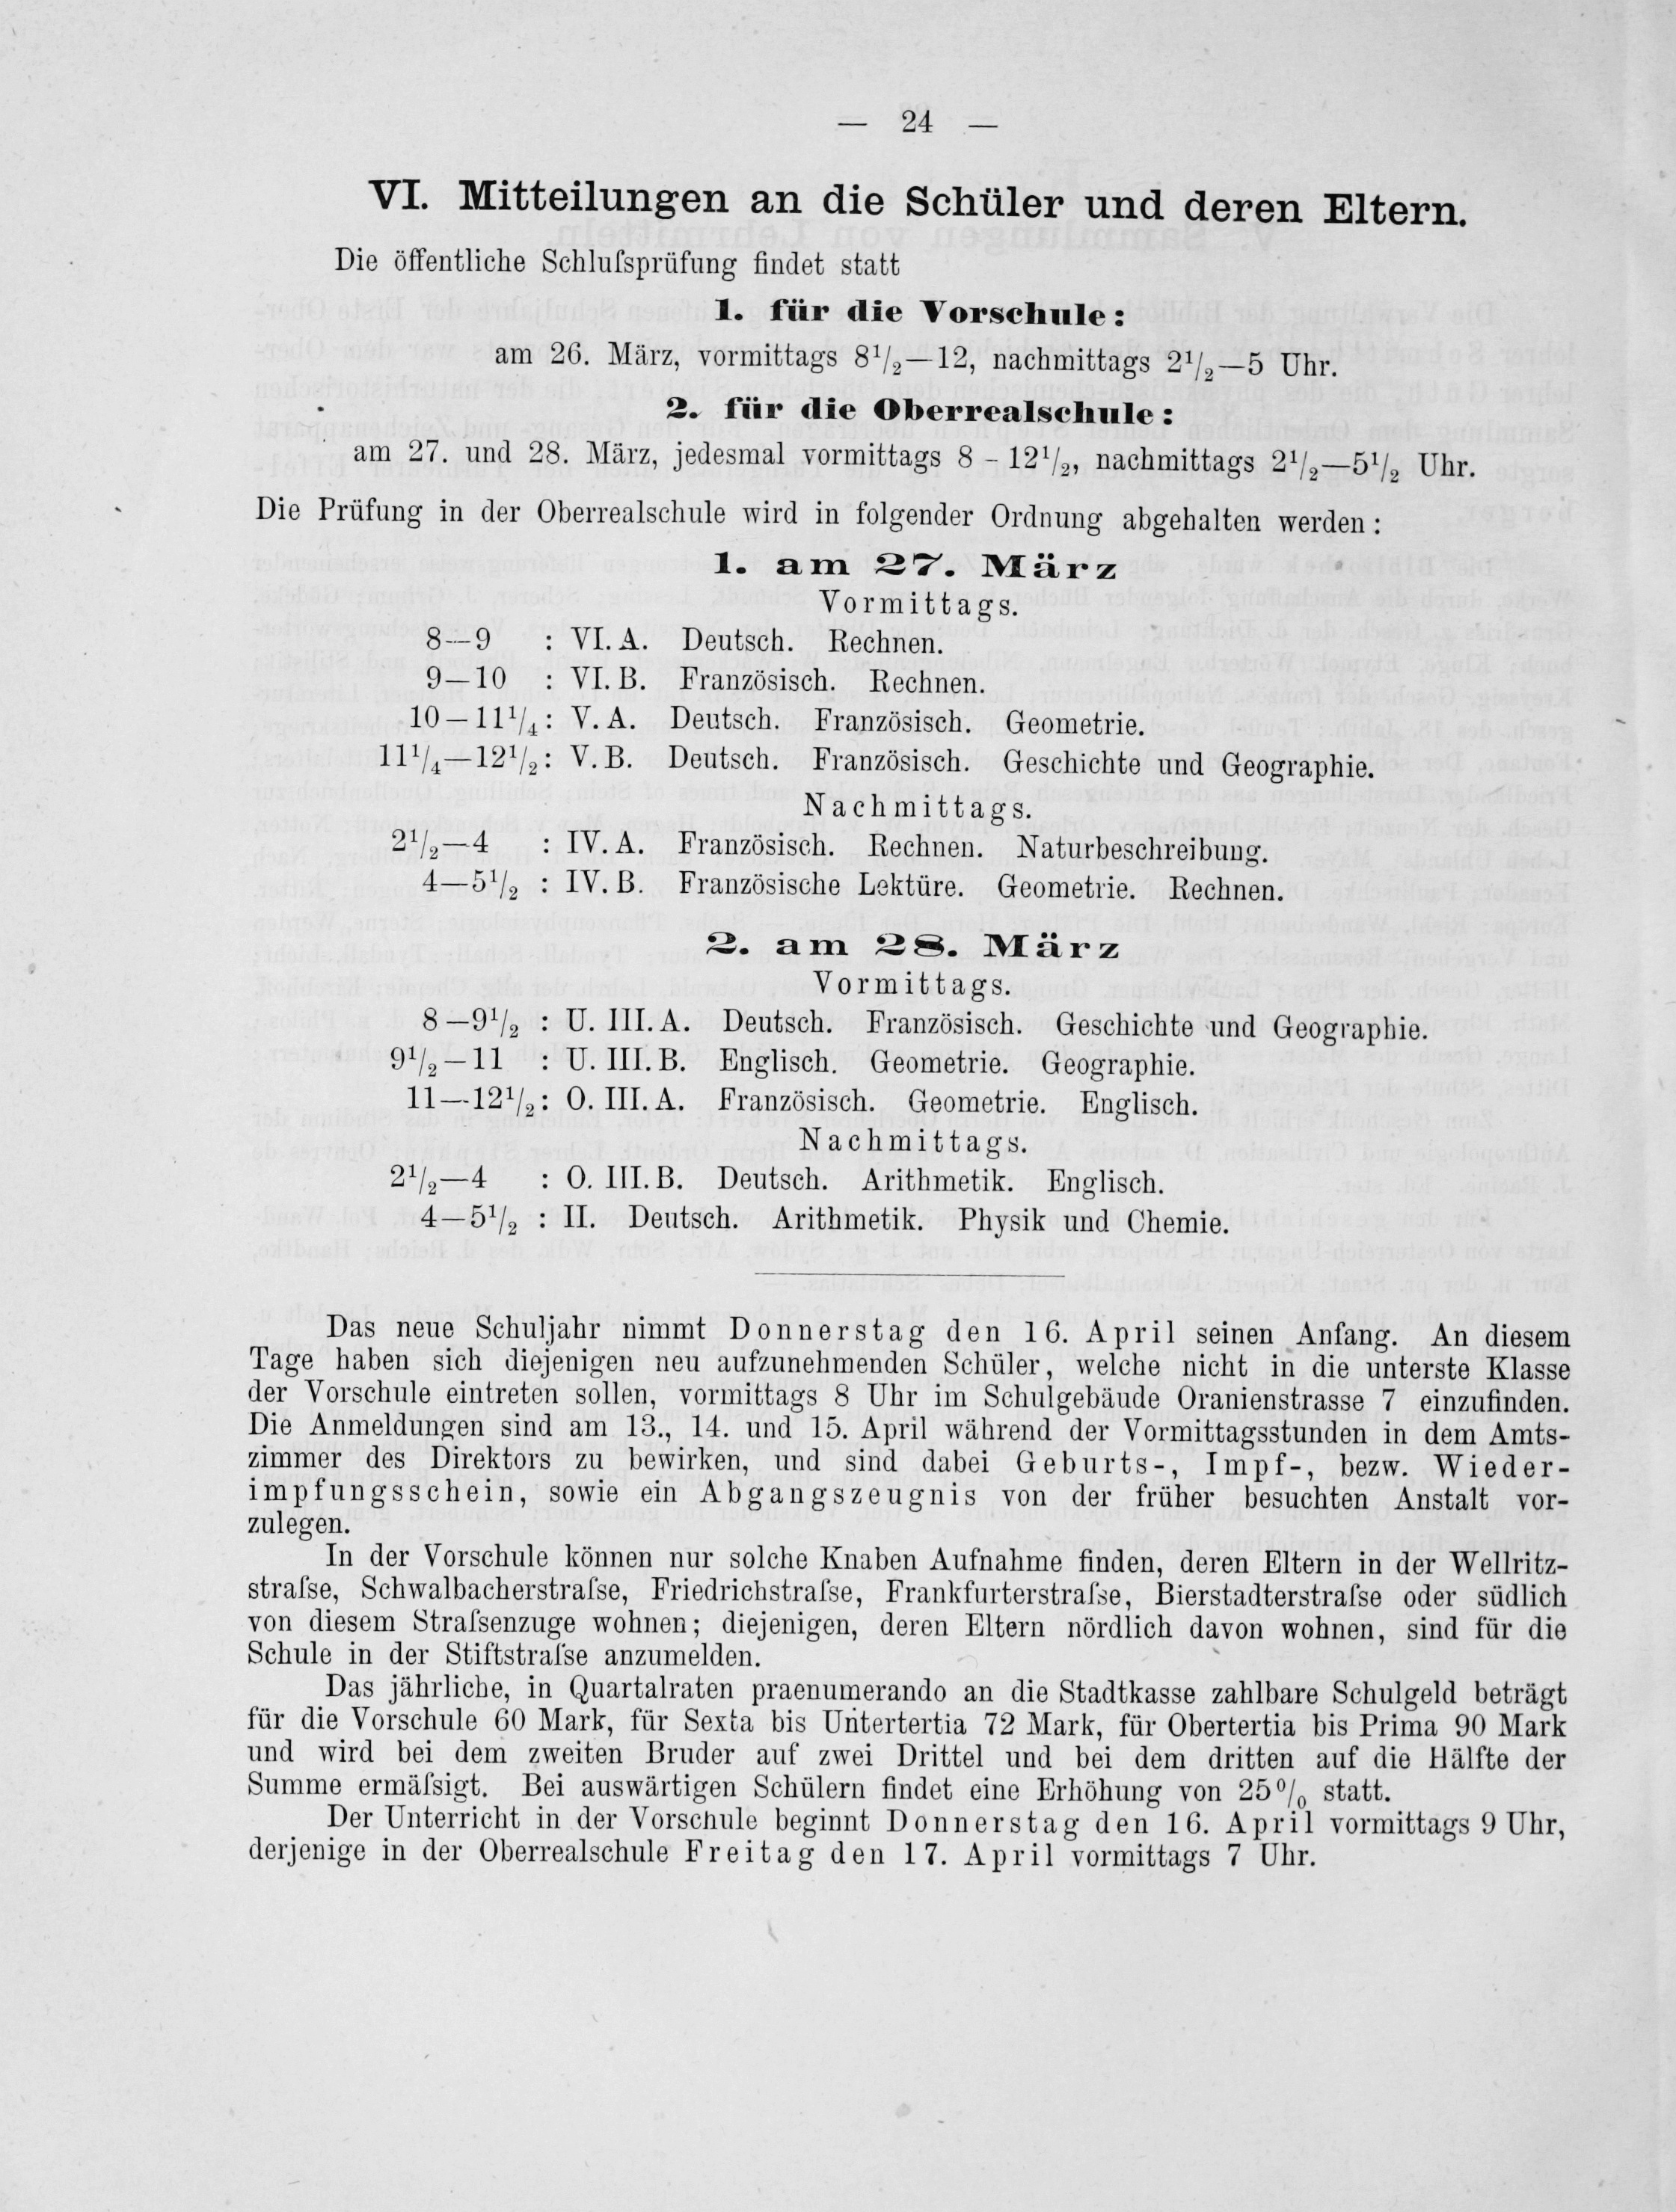 — 24 —
VI. Mitteilungen an die Schüler und deren Eltern.
Die öffentliche Schluſsprüfung findet statt
1. für die Vorschule:
am 26. März, vormittags 8¹/₂—12, nachmittags 2¹/₂—5 Uhr.
2. für die Oberrealschule:
am 27. und 28. März, jedesmal vormittags 8 – 12¹/₂, nachmittags 2¹/₂—5¹/₂ Uhr.
Die Prüfung in der Oberrealschule wird in folgender Ordnung abgehalten werden:
1. am 27. März
Vormittags.
8—9 : VI. A. Deutsch. Rechnen.
9—10 : VI. B. Französisch. Rechnen.
10—11¹/₄: V. A. Deutsch. Französisch. Geometrie.
11¹/₄—12¹/₂: V. B. Deutsch. Französisch. Geschichte und Geographie.
Nachmittags.
2¹/₂—4 : IV. A. Französisch. Rechnen. Naturbeschreibung.
4—5¹/₂ : IV. B. Französische Lektüre. Geometrie. Rechnen.
2. am 28. März
Vormittags.
8—9¹/₂ : U. III. A. Deutsch. Französisch. Geschichte und Geographie.
9¹/₂—11 : U. III. B. Englisch. Geometrie. Geographie.
11—12¹/₂: O. III. A. Französisch. Geometrie. Englisch.
Nachmittags.
2¹/₂—4 : O. III. B. Deutsch. Arithmetik. Englisch.
4—5¹/₂ : II. Deutsch. Arithmetik. Physik und Chemie.
Das neue Schuljahr nimmt Donnerstag den 16. April seinen Anfang. An diesem
Tage haben sich diejenigen neu aufzunehmenden Schüler, welche nicht in die unterste Klasse
der Vorschule eintreten sollen, vormittags 8 Uhr im Schulgebäude Oranienstrasse 7 einzufinden.
Die Anmeldungen sind am 13., 14. und 15. April während der Vormittagsstunden in dem Amts-
zimmer des Direktors zu bewirken, und sind dabei Geburts-, Impf-, bezw. Wieder-
impfungsschein, sowie ein Abgangszeugnis von der früher besuchten Anstalt vor-
zulegen.
In der Vorschule können nur solche Knaben Aufnahme finden, deren Eltern in der Wellritz-
straſse, Schwalbacherstraſse, Friedrichstraſse, Frankfurterstraſse, Bierstadterstraſse oder südlich
von diesem Straſsenzuge wohnen; diejenigen, deren Eltern nördlich davon wohnen, sind für die
Schule in der Stiftstraſse anzumelden.
Das jährliche, in Quartalraten praenumerando an die Stadtkasse zahlbare Schulgeld beträgt
für die Vorschule 60 Mark, für Sexta bis Untertertia 72 Mark, für Obertertia bis Prima 90 Mark
und wird bei dem zweiten Bruder auf zwei Drittel und bei dem dritten auf die Hälfte der
Summe ermäſsigt. Bei auswärtigen Schülern findet eine Erhöhung von 25⁰/₀ statt.
Der Unterricht in der Vorschule beginnt Donnerstag den 16. April vormittags 9 Uhr,
derjenige in der Oberrealschule Freitag den 17. April vormittags 7 Uhr.